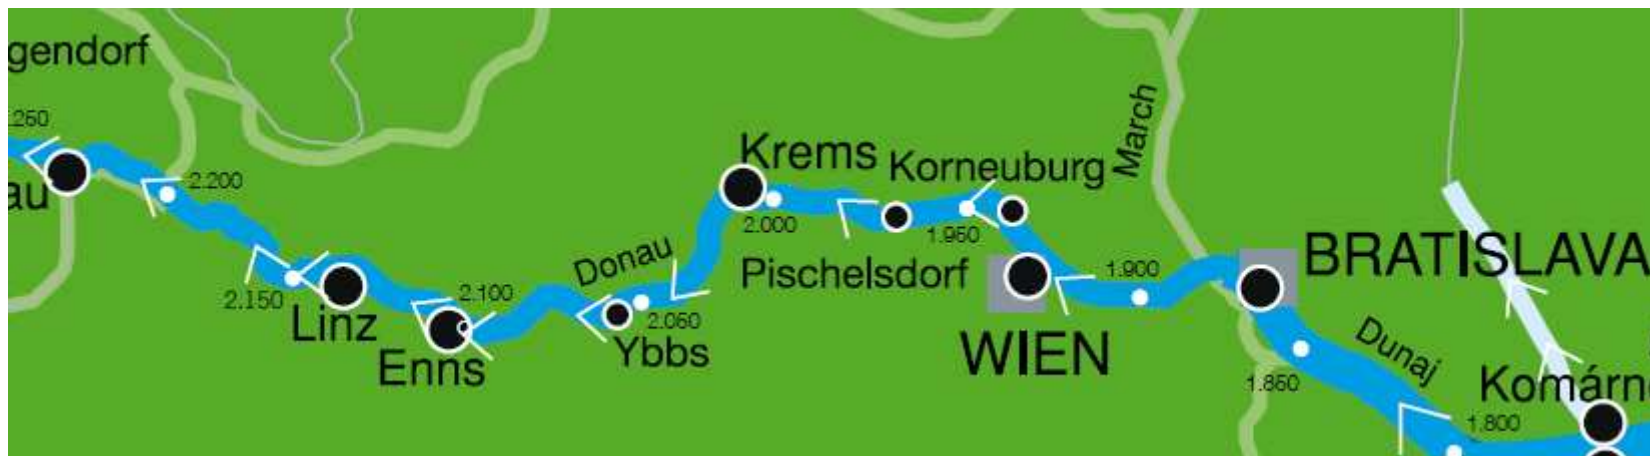 gendorf
.260
au
2.200
2.150
Linz
2.100
Enns
Donau
2.050
Ybbs
Krems
2.000
Korneuburg
1.950
Pischelsdorf
WIEN
March
1.900
BRATISLAVA
1.850
Dunaj
Komárn
1.800